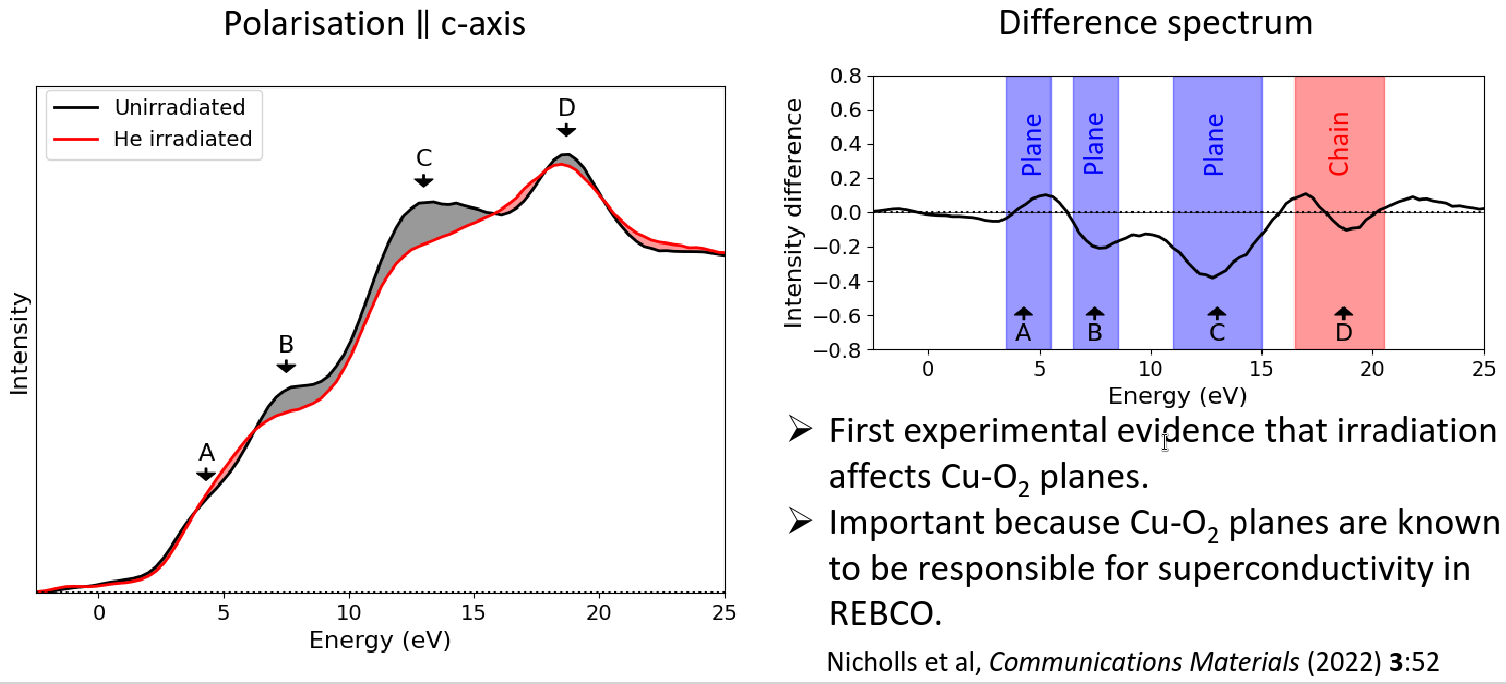 Polarisation ∥ c-axis
Unirradiated
He irradiated
A
B
C
D
Intensity
0
5
10
15
20
25
Energy (eV)
Difference spectrum
Intensity difference
0.8
0.6
0.4
0.2
0.0
−0.2
−0.4
−0.6
−0.8
Plane
Plane
Plane
Chain
A
B
C
D
0
5
10
15
20
25
Energy (eV)
➢ First experimental evidence that irradiation
affects Cu-O₂ planes.
➢ Important because Cu-O₂ planes are known
to be responsible for superconductivity in
REBCO.
Nicholls et al, Communications Materials (2022) 3:52